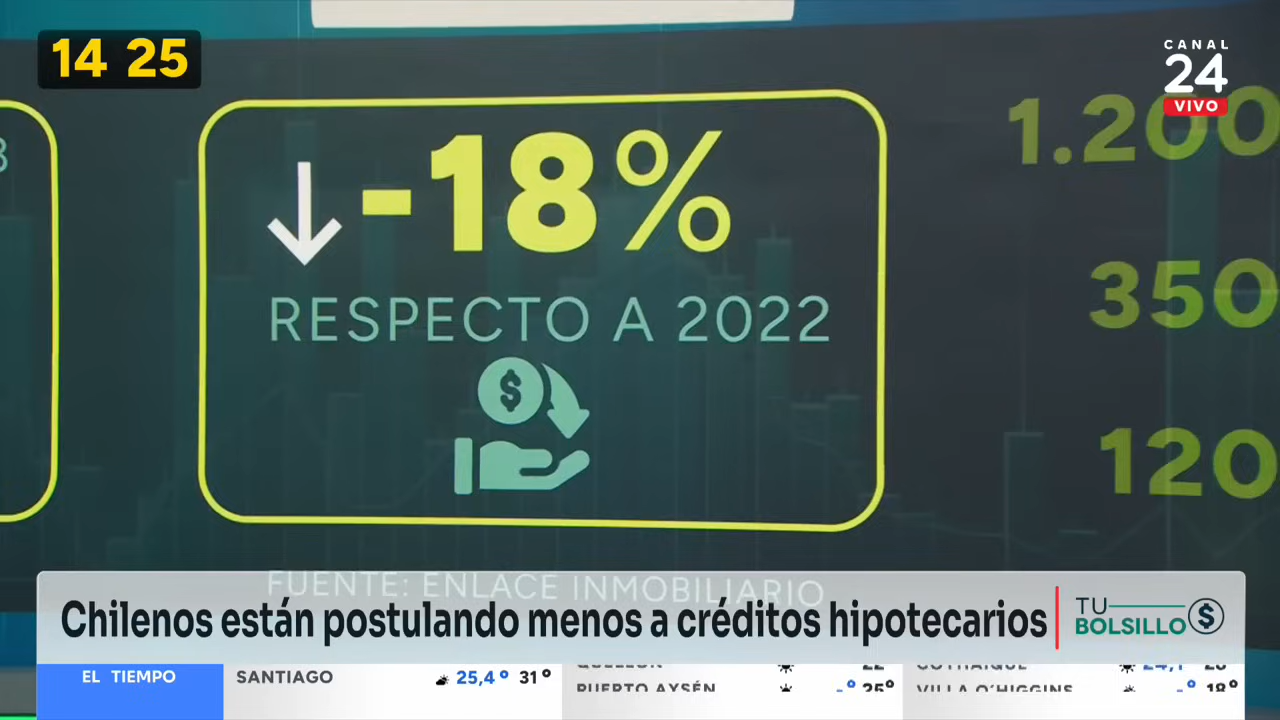 14 25
CANAL
24
VIVO
1.200
-18%
RESPECTO A 2022
$
350
120
FUENTE: ENLACE INMOBILIARIO
Chilenos están postulando menos a créditos hipotecarios
TU
BOLSILLO
$
EL TIEMPO
SANTIAGO
25,4° 31°
PUERTO AYSÉN
25°
VILLA O'HIGGINS
18°